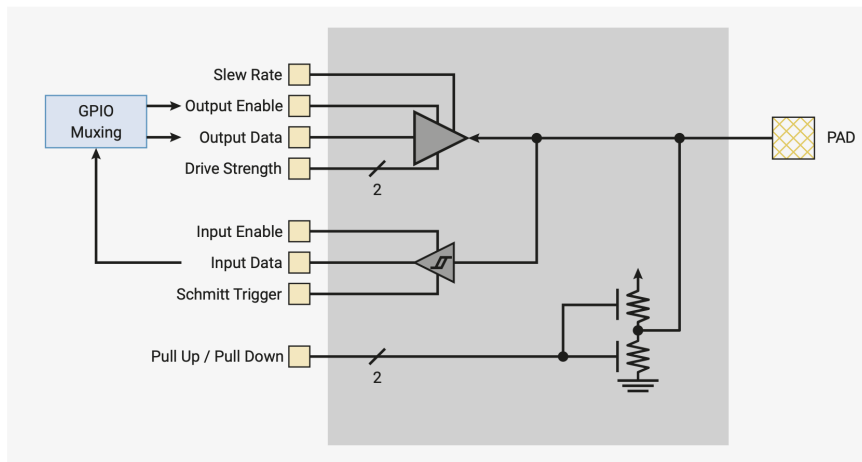 Slew Rate
GPIO
Muxing
Output Enable
Output Data
PAD
Drive Strength
2
Input Enable
Input Data
Schmitt Trigger
Pull Up / Pull Down
2